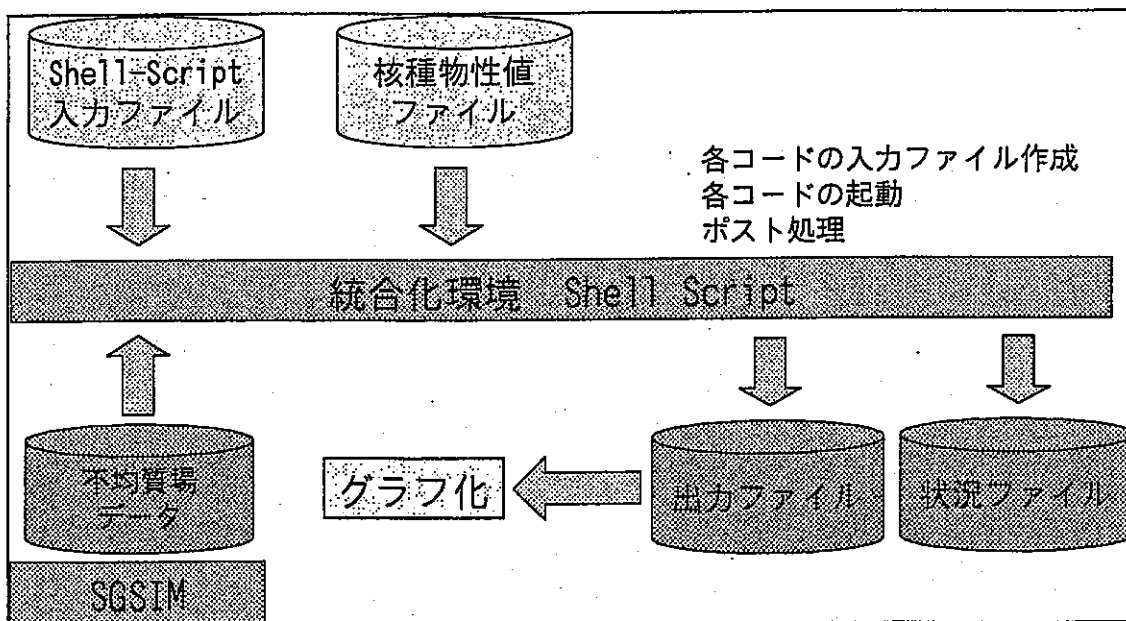 Shell-Script
入力ファイル
核種物性値
ファイル
各コードの入力ファイル作成
各コードの起動
ポスト処理
統合化環境 Shell Script
不均質場
データ
グラフ化
出力ファイル
状況ファイル
SGSIM